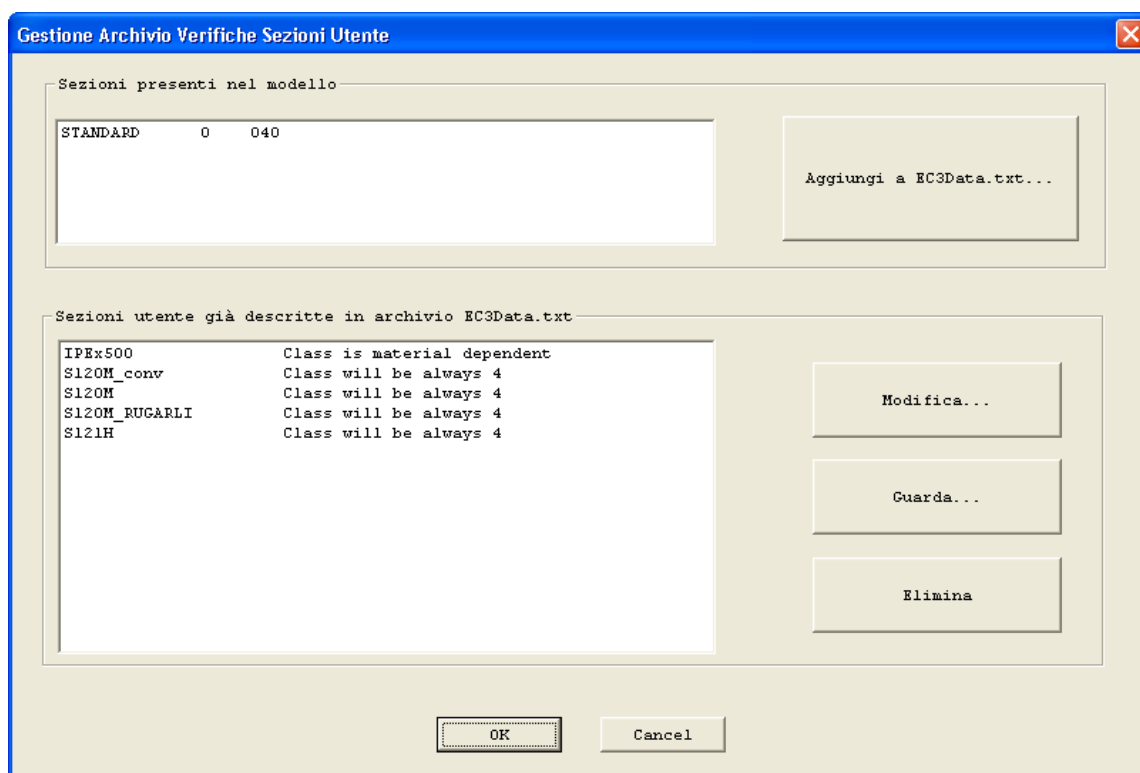 Gestione Archivio Verifiche Sezioni Utente
Sezioni presenti nel modello
STANDARD 0 040
Aggiungi a EC3Data.txt...
Sezioni utente già descritte in archivio EC3Data.txt
IPEx500 Class is material dependent
S120M_conv Class will be always 4
S120M Class will be always 4
S120M_RUGARLI Class will be always 4
S121H Class will be always 4
Modifica...
Guarda...
Elimina
OK
Cancel